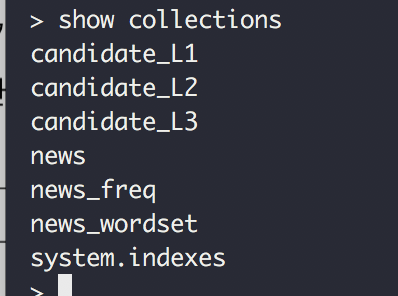 > show collections
candidate_L1
candidate_L2
candidate_L3
news
news_freq
news_wordset
system.indexes
>